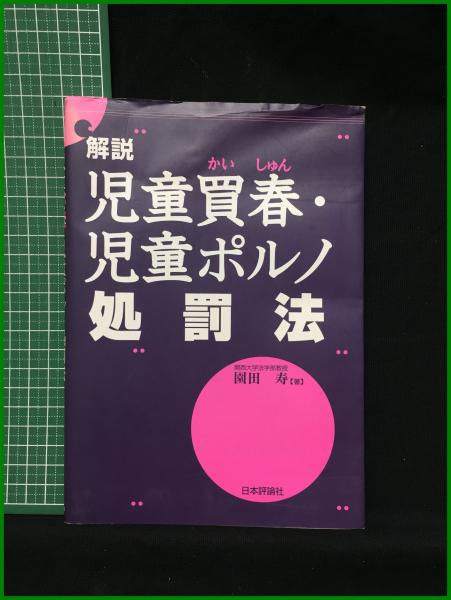 解説
かい しゅん
児童買春・
児童ポルノ
処罰法
関西大学法学部教授
園田 寿【著】
日本評論社